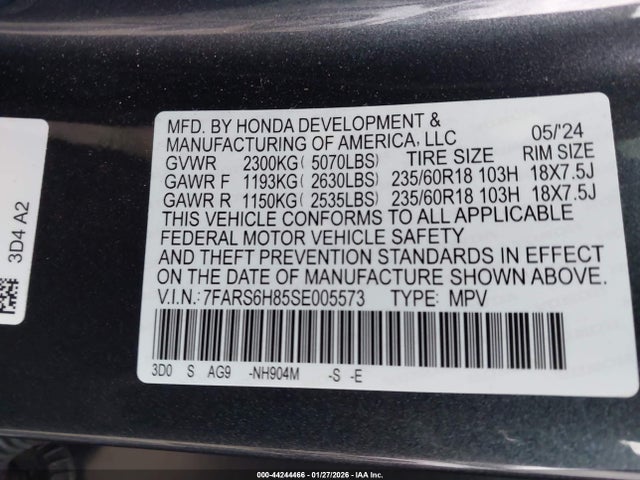 MFD. BY HONDA DEVELOPMENT &
MANUFACTURING OF AMERICA, LLC 05/'24
GVWR 2300KG( 5070LBS) TIRE SIZE RIM SIZE
GAWR F 1193KG( 2630LBS) 235/60R18 103H 18X7.5J
GAWR R 1150KG( 2535LBS) 235/60R18 103H 18X7.5J
THIS VEHICLE CONFORMS TO ALL APPLICABLE
FEDERAL MOTOR VEHICLE SAFETY
AND THEFT PREVENTION STANDARDS IN EFFECT
ON THE DATE OF MANUFACTURE SHOWN ABOVE.
V.I.N.: 7FARS6H85SE005573 TYPE: MPV
3D0 S AG9 -NH904M -S -E
3D4 A2
000-44244466 - 01/27/2026 - IAA Inc.